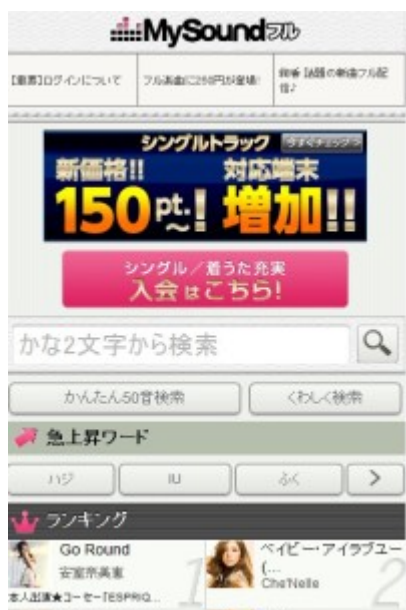 MySoundフル
【重要】ログインについて
フル楽曲に250円が登場!
新着 話題の新曲フル配
信♪
シングルトラック 今すぐチェック >
新価格!! 対応端末
150pt.~! 増加!!
シングル/着うた充実
入会はこちら!
かな2文字から検索
かんたん50音検索 くわしく検索
急上昇ワード
ハジ IU ふく >
ランキング
Go Round
安室奈美恵
本人出演★コーセー「ESPRIQ...
1
ベイビー・アイラブユー
(...
Che'Nelle
2